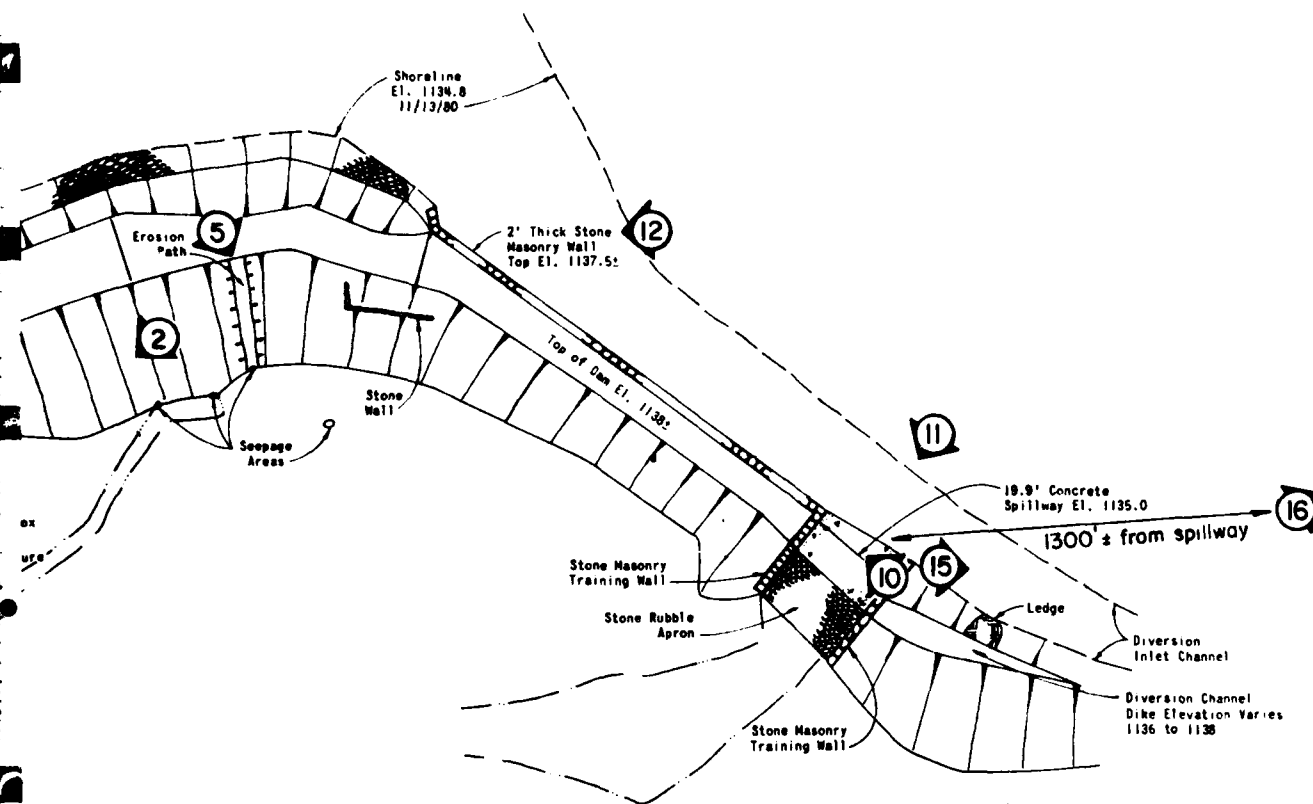 Shoreline
El. 1134.8
11/13/80
12
5
Erosion
Path
2' Thick Stone
Masonry Wall
Top El. 1137.5±
2
Top of Dam El. 1138±
Stone
Wall
Seepage
Areas
11
19.9' Concrete
Spillway El. 1135.0
16
1300'± from spillway
ox
ure
Stone Masonry
Training Wall
10
15
Stone Rubble
Apron
Ledge
Diversion
Inlet Channel
Diversion Channel
Dike Elevation Varies
1136 to 1138
Stone Masonry
Training Wall